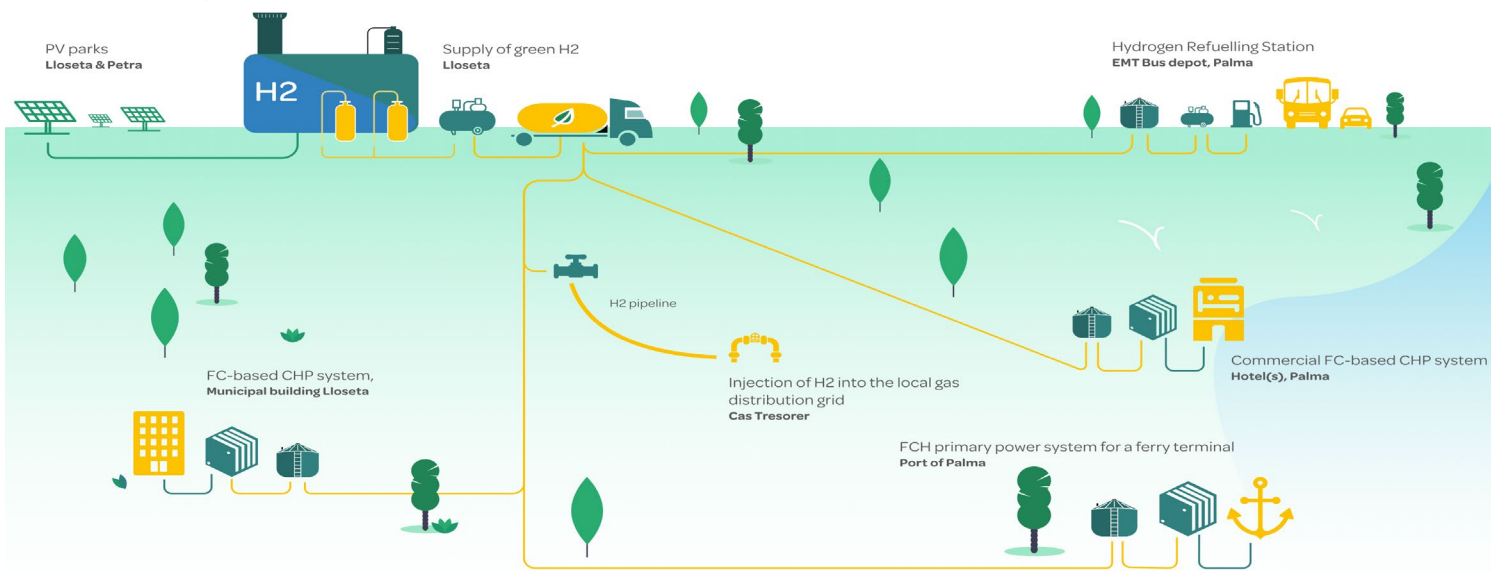 PV parks
Lloseta & Petra
H2
Supply of green H2
Lloseta
Hydrogen Refuelling Station
EMT Bus depot, Palma
H2 pipeline
Injection of H2 into the local gas
distribution grid
Cas Tresorer
Commercial FC-based CHP system
Hotel(s), Palma
FC-based CHP system,
Municipal building Lloseta
FCH primary power system for a ferry terminal
Port of Palma